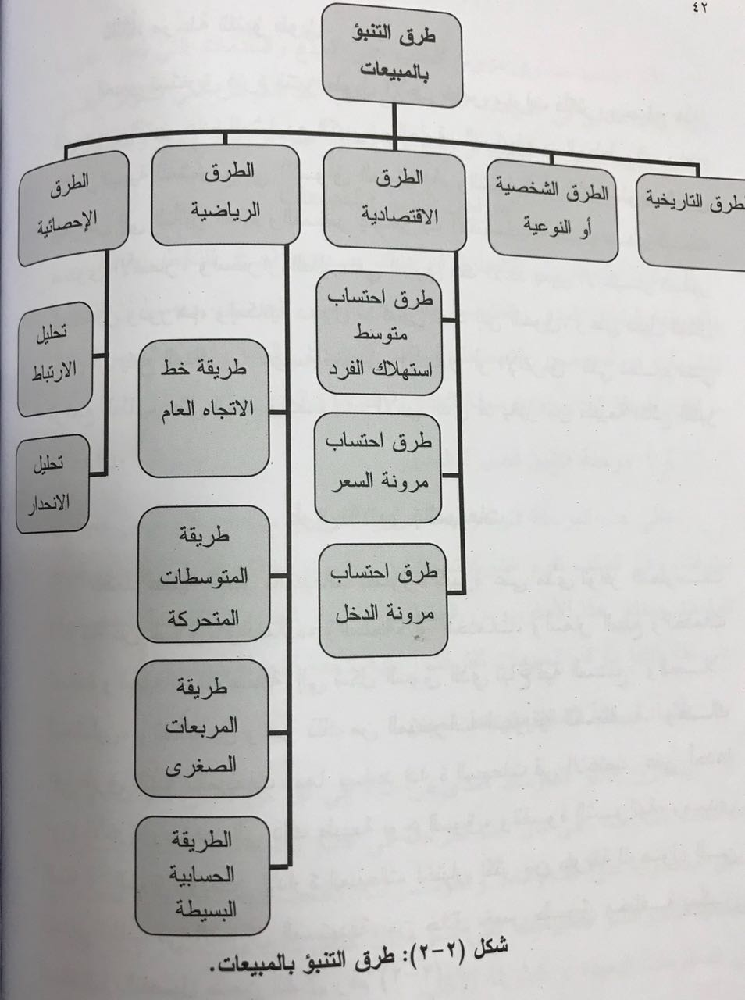 ٤٢
طرق التنبؤ
بالمبيعات
الطرق التاريخية
الطرق الشخصية
أو النوعية
الطرق
الاقتصادية
طرق احتساب
متوسط
استهلاك الفرد
طرق احتساب
مرونة السعر
طرق احتساب
مرونة الدخل
الطرق
الرياضية
طريقة خط
الاتجاه العام
طريقة
المتوسطات
المتحركة
طريقة
المربعات
الصغرى
الطريقة
الحسابية
البسيطة
الطرق
الإحصائية
تحليل
الارتباط
تحليل
الانحدار
شكل (٢-٢): طرق التنبؤ بالمبيعات.